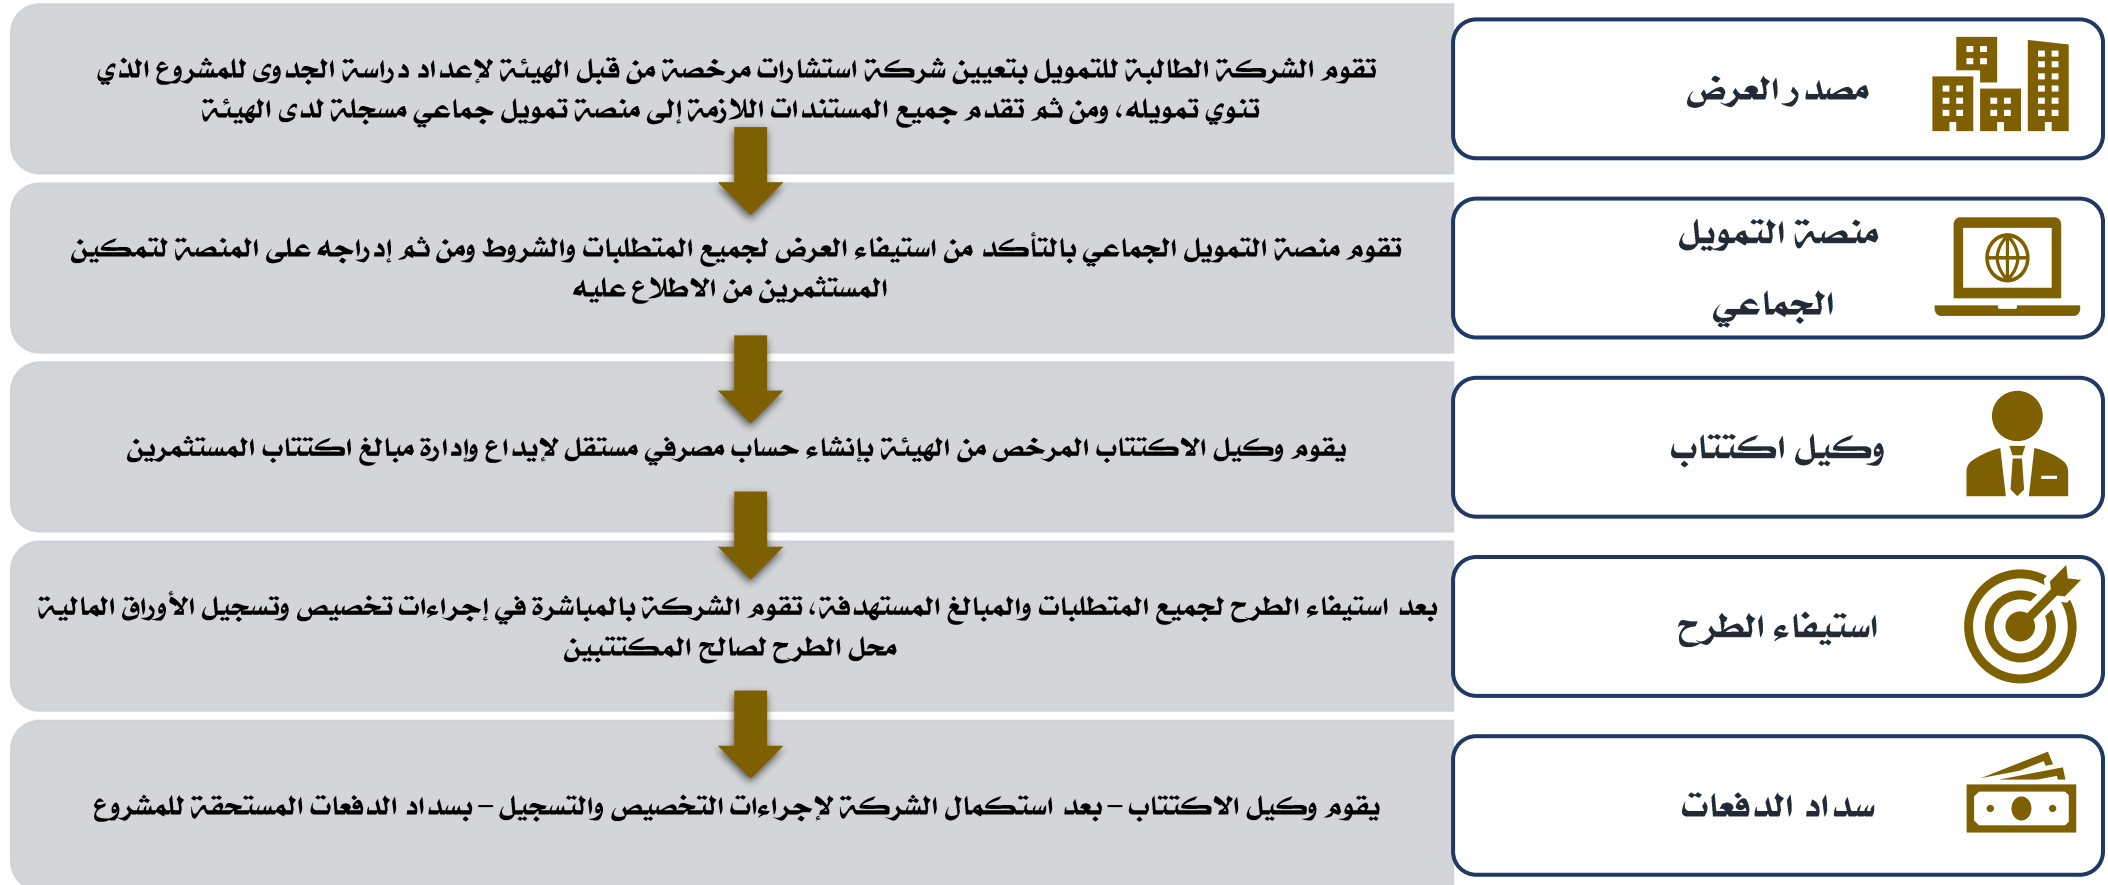 مصدر العرض
تقوم الشركة الطالبة للتمويل بتعيين شركة استشارات مرخصة من قبل الهيئة لإعداد دراسة الجدوى للمشروع الذي
تنوي تمويله، ومن ثم تقدم جميع المستندات اللازمة إلى منصة تمويل جماعي مسجلة لدى الهيئة
منصة التمويل
الجماعي
تقوم منصة التمويل الجماعي بالتأكد من استيفاء العرض لجميع المتطلبات والشروط ومن ثم إدراجه على المنصة لتمكين
المستثمرين من الاطلاع عليه
وكيل اكتتاب
يقوم وكيل الاكتتاب المرخص من الهيئة بإنشاء حساب مصرفي مستقل لإيداع وإدارة مبالغ اكتتاب المستثمرين
استيفاء الطرح
بعد استيفاء الطرح لجميع المتطلبات والمبالغ المستهدفة، تقوم الشركة بالمباشرة في إجراءات تخصيص وتسجيل الأوراق المالية
محل الطرح لصالح المكتتبين
سداد الدفعات
يقوم وكيل الاكتتاب – بعد استكمال الشركة لإجراءات التخصيص والتسجيل – بسداد الدفعات المستحقة للمشروع